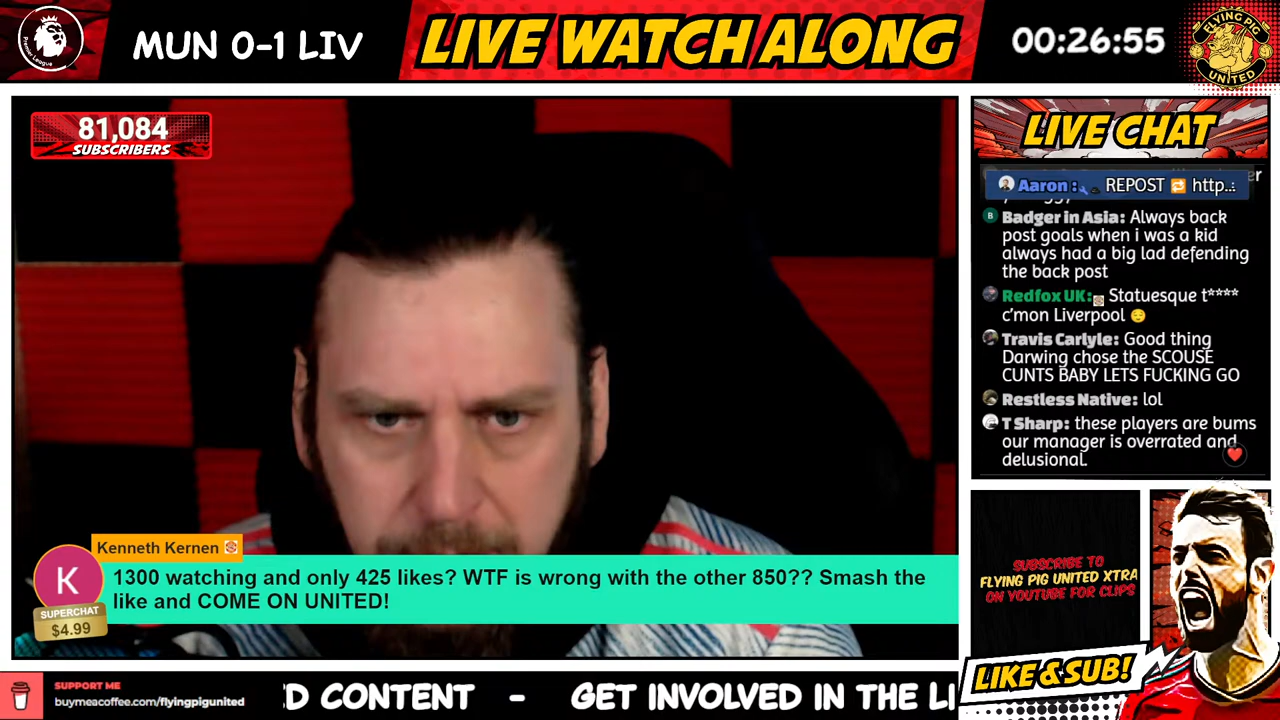 Premier League
MUN 0-1 LIV
LIVE WATCH ALONG
00:26:55
FLYING PIG
UNITED
81,084
SUBSCRIBERS
LIVE CHAT
Aaron : REPOST 🔁 http..:
Badger in Asia: Always back
post goals when i was a kid
always had a big lad defending
the back post
Redfox UK: Statuesque t****
c'mon Liverpool 😌
Travis Carlyle: Good thing
Darwing chose the SCOUSE
CUNTS BABY LETS FUCKING GO
Restless Native: lol
T Sharp: these players are bums
our manager is overrated and
delusional.
Kenneth Kernen
K
1300 watching and only 425 likes? WTF is wrong with the other 850?? Smash the
like and COME ON UNITED!
SUPERCHAT
$4.99
SUBSCRIBE TO
FLYING PIG UNITED XTRA
ON YOUTUBE FOR CLIPS
LIKE & SUB!
SUPPORT ME
buymeacoffee.com/flyingpigunited
D CONTENT - GET INVOLVED IN THE LI